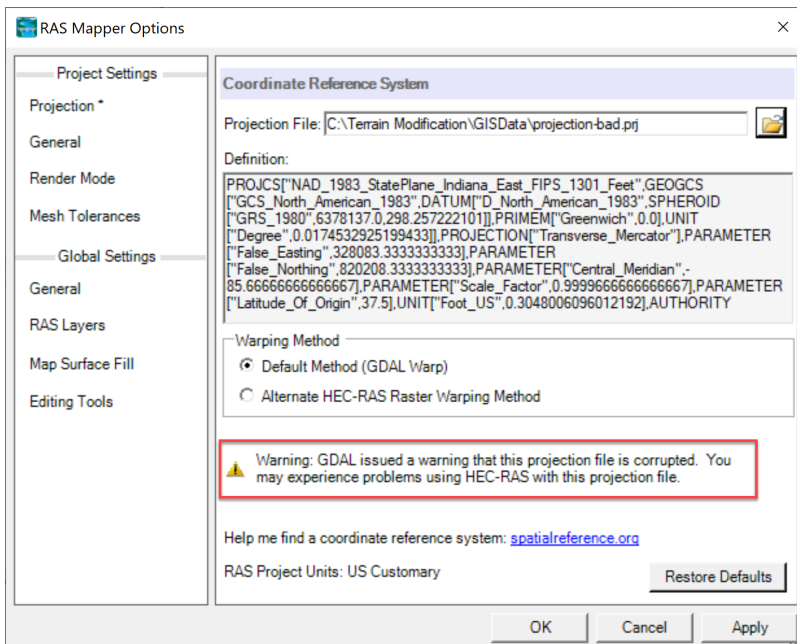 RAS Mapper Options
Project Settings
Projection *
General
Render Mode
Mesh Tolerances
Global Settings
General
RAS Layers
Map Surface Fill
Editing Tools
Coordinate Reference System
Projection File: C:\Terrain Modification\GISData\projection-bad.prj
Definition:
PROJCS["NAD_1983_StatePlane_Indiana_East_FIPS_1301_Feet",GEOGCS
["GCS_North_American_1983",DATUM["D_North_American_1983",SPHEROID
["GRS_1980",6378137.0,298.257222101]],PRIMEM["Greenwich",0.0],UNIT
["Degree",0.0174532925199433]],PROJECTION["Transverse_Mercator"],PARAMETER
["False_Easting",328083.3333333333],PARAMETER
["False_Northing",820208.3333333333],PARAMETER["Central_Meridian",-
85.66666666666667],PARAMETER["Scale_Factor",0.9999666666666667],PARAMETER
["Latitude_Of_Origin",37.5],UNIT["Foot_US",0.3048006096012192],AUTHORITY
Warping Method
Default Method (GDAL Warp)
Alternate HEC-RAS Raster Warping Method
Warning: GDAL issued a warning that this projection file is corrupted. You
may experience problems using HEC-RAS with this projection file.
Help me find a coordinate reference system: spatialreference.org
RAS Project Units: US Customary
Restore Defaults
OK
Cancel
Apply